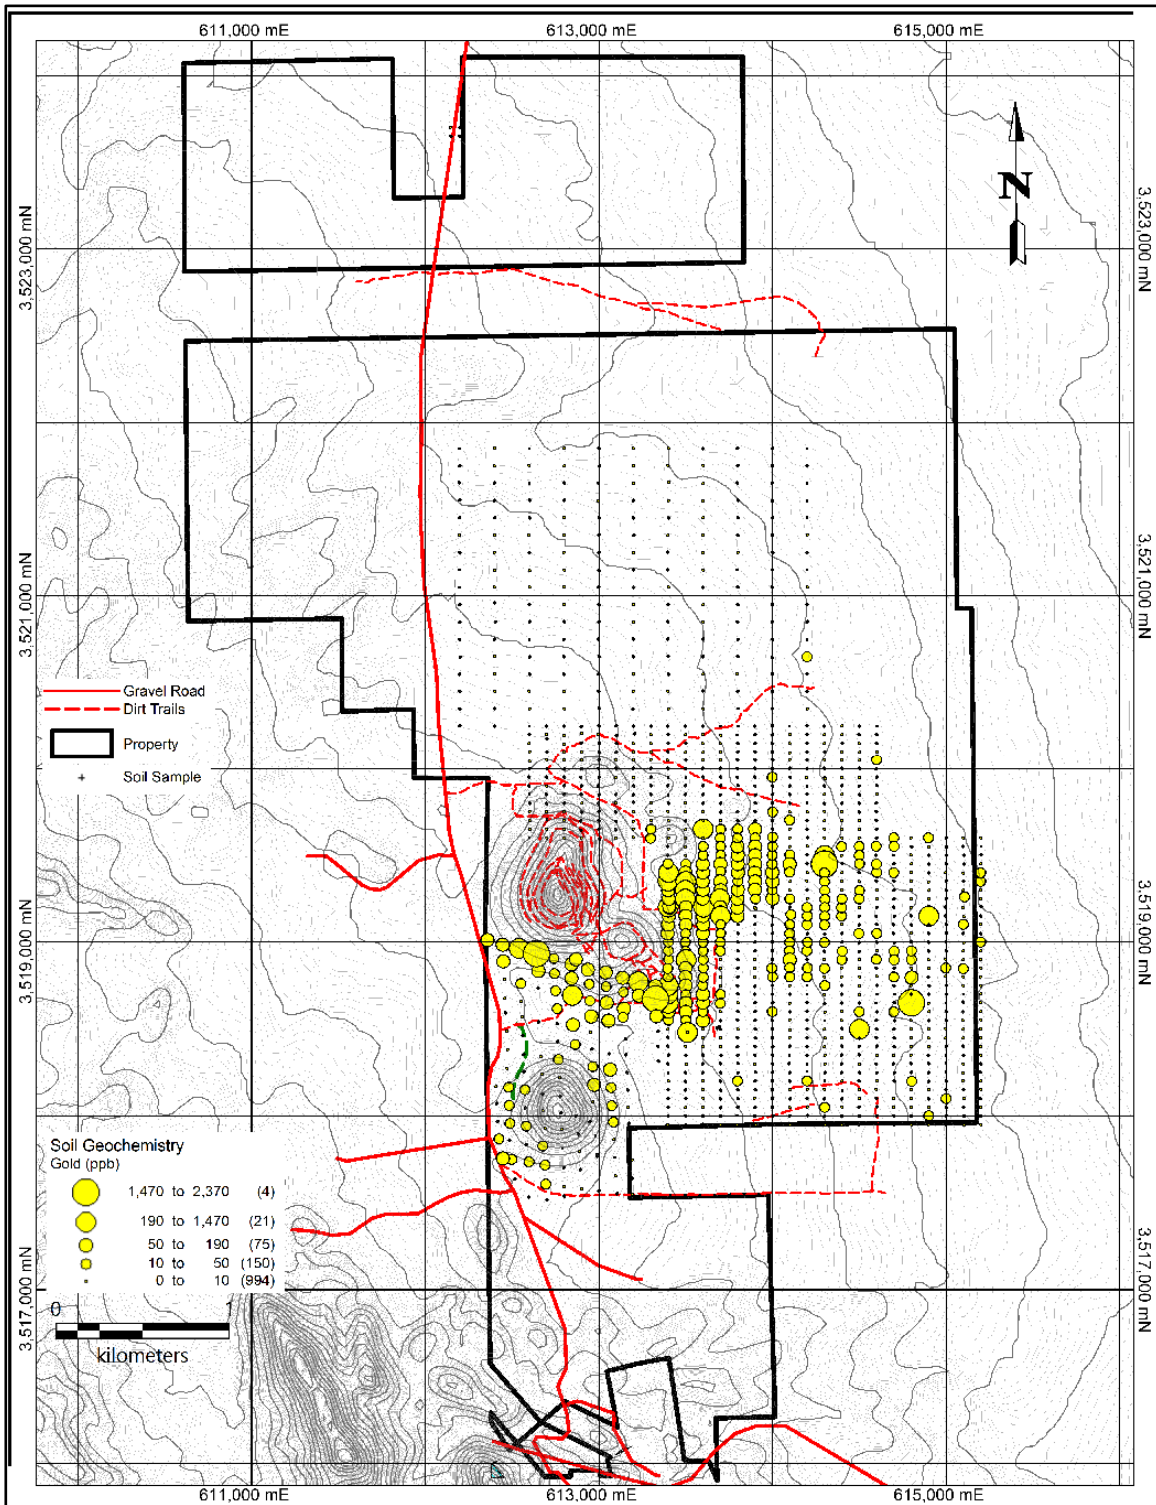 611,000 mE 613,000 mE 615,000 mE
3,523,000 mN 3,523,000 mN
N
3,521,000 mN 3,521,000 mN
Gravel Road
Dirt Trails
Property
Soil Sample
3,519,000 mN 3,519,000 mN
Soil Geochemistry
Gold (ppb)
1,470 to 2,370 (4)
190 to 1,470 (21)
50 to 190 (75)
10 to 50 (150)
0 to 10 (994)
3,517,000 mN 3,517,000 mN
0 1
kilometers
611,000 mE 613,000 mE 615,000 mE